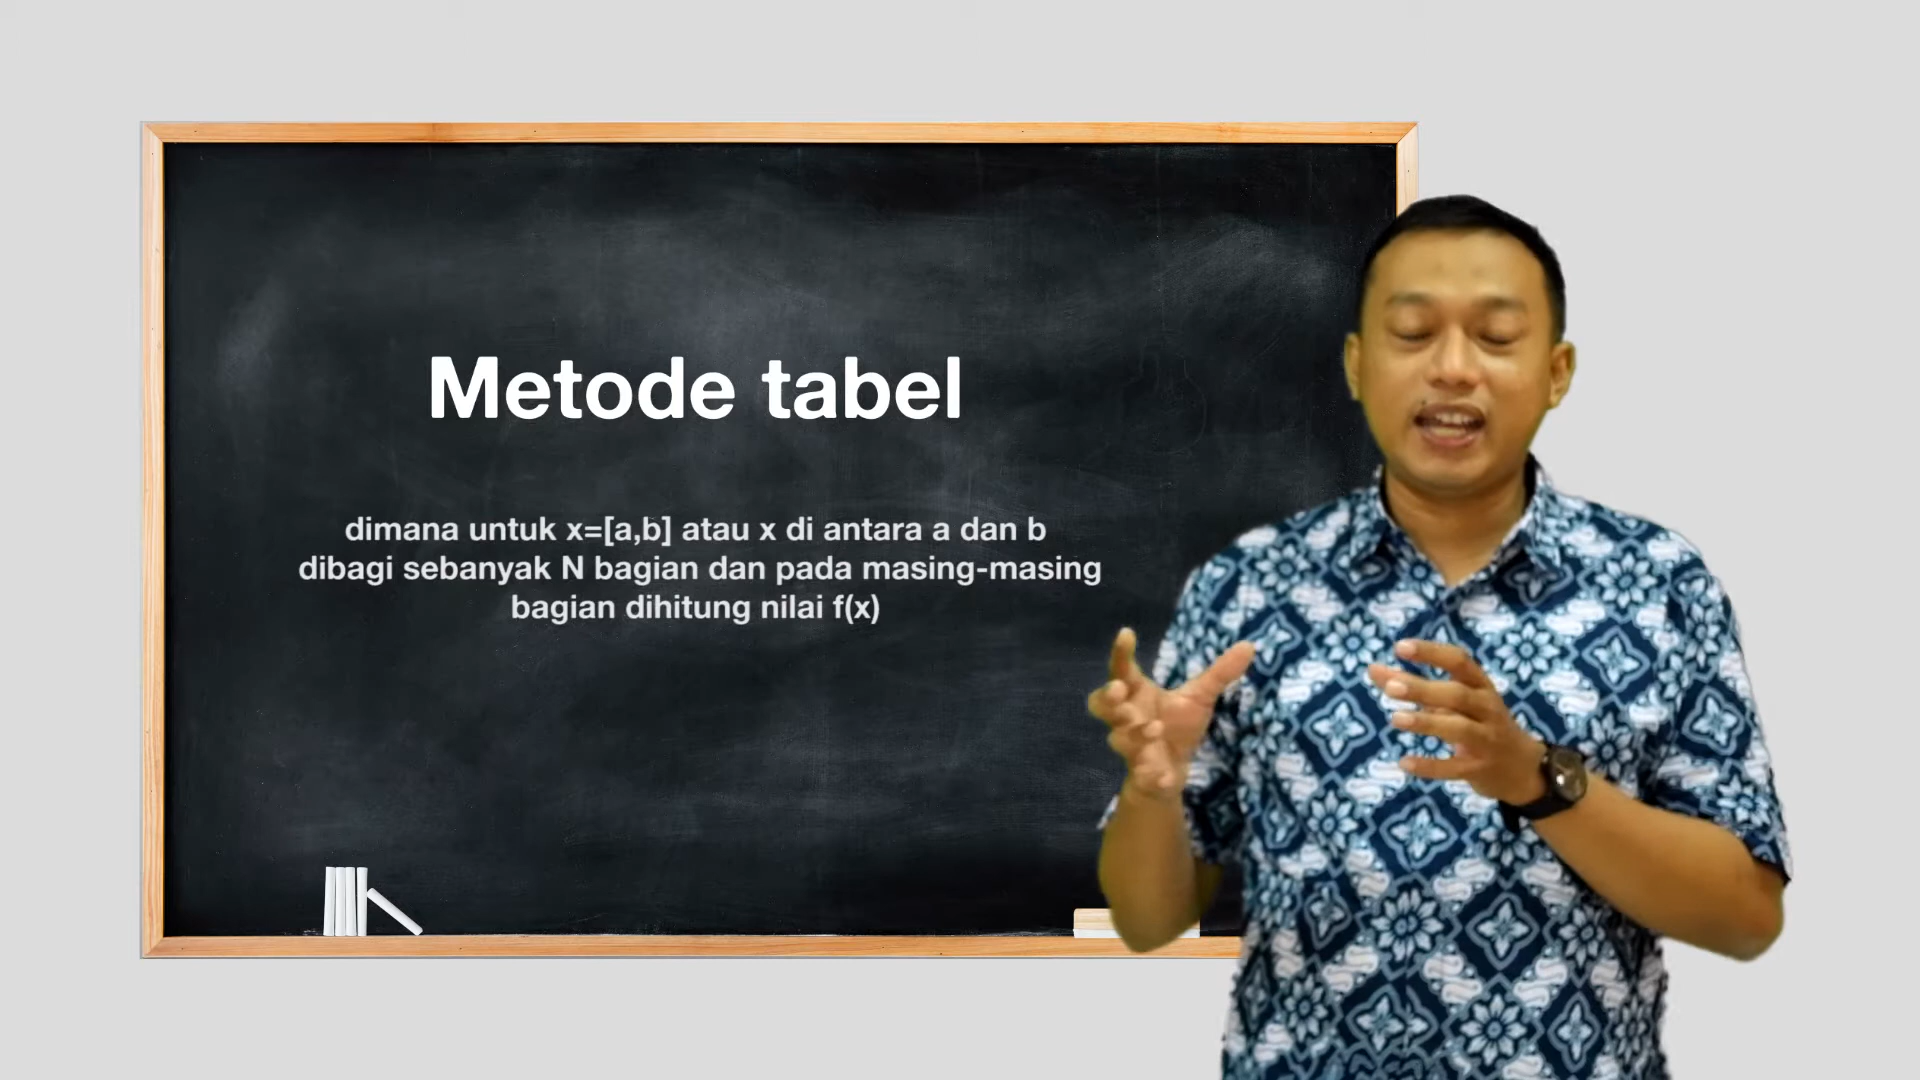 Metode tabel
dimana untuk x=[a,b] atau x di antara a dan b
dibagi sebanyak N bagian dan pada masing-masing
bagian dihitung nilai f(x)